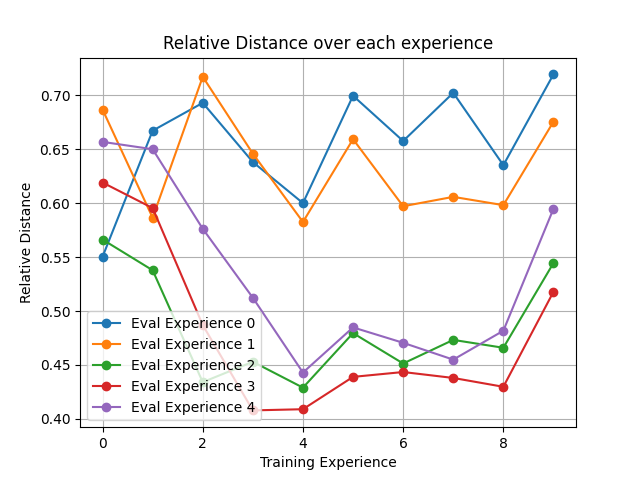 Relative Distance over each experience
0.70
0.65
0.60
0.55
0.50
0.45
0.40
Relative Distance
Eval Experience 0
Eval Experience 1
Eval Experience 2
Eval Experience 3
Eval Experience 4
0 2 4 6 8
Training Experience